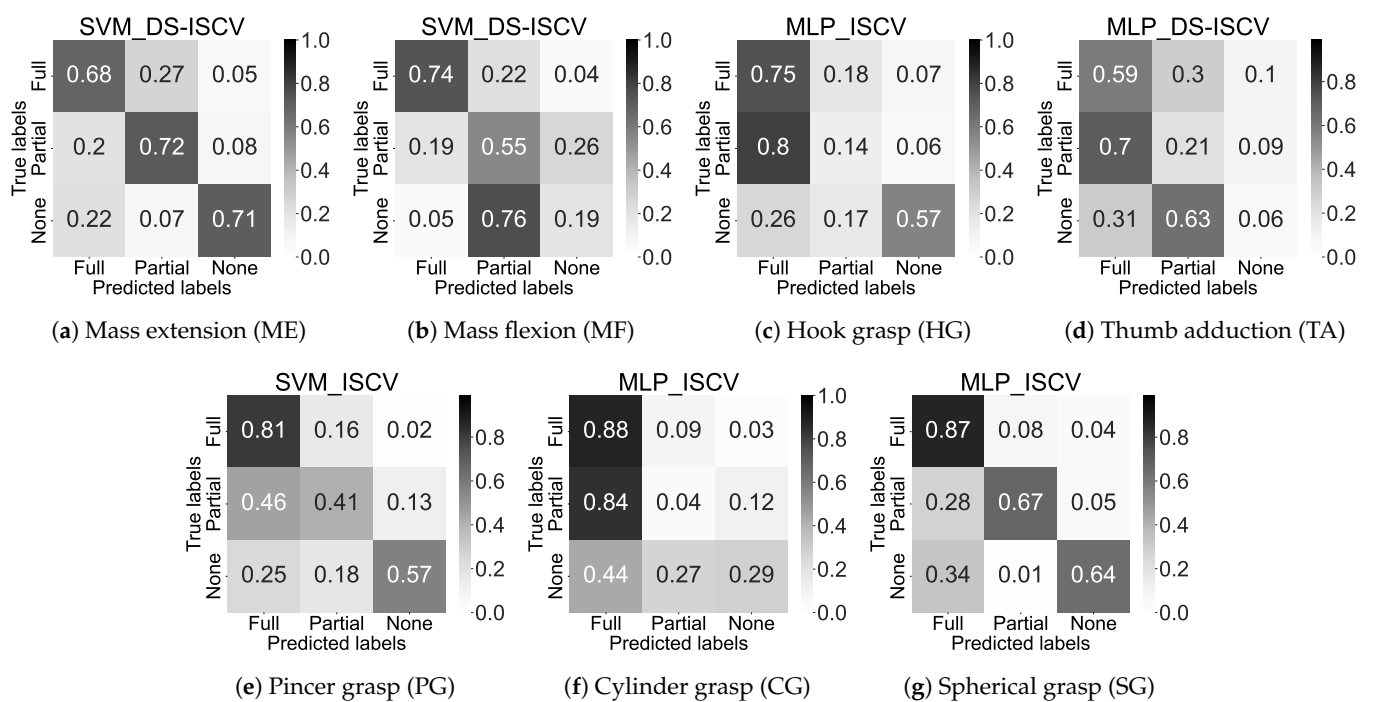 SVM_DS-ISCV
1.0
Full
0.68 0.27 0.05
0.8
True labels
Partial
0.6
0.2 0.72 0.08
0.4
None
0.22 0.07 0.71
0.2
0.0
Full Partial None
Predicted labels
(a) Mass extension (ME)
SVM_DS-ISCV
1.0
Full
0.74 0.22 0.04
0.8
True labels
Partial
0.6
0.19 0.55 0.26
0.4
None
0.05 0.76 0.19
0.2
0.0
Full Partial None
Predicted labels
(b) Mass flexion (MF)
MLP_ISCV
1.0
Full
0.75 0.18 0.07
0.8
True labels
Partial
0.6
0.8 0.14 0.06
0.4
None
0.26 0.17 0.57
0.2
0.0
Full Partial None
Predicted labels
(c) Hook grasp (HG)
MLP_DS-ISCV
Full
0.59 0.3 0.1
0.8
True labels
Partial
0.6
0.7 0.21 0.09
0.4
None
0.31 0.63 0.06
0.2
0.0
Full Partial None
Predicted labels
(d) Thumb adduction (TA)
SVM_ISCV
Full
0.81 0.16 0.02
0.8
True labels
Partial
0.6
0.46 0.41 0.13
0.4
None
0.25 0.18 0.57
0.2
0.0
Full Partial None
Predicted labels
(e) Pincer grasp (PG)
MLP_ISCV
1.0
Full
0.88 0.09 0.03
0.8
True labels
Partial
0.6
0.84 0.04 0.12
0.4
None
0.44 0.27 0.29
0.2
0.0
Full Partial None
Predicted labels
(f) Cylinder grasp (CG)
MLP_ISCV
Full
0.87 0.08 0.04
0.8
True labels
Partial
0.6
0.28 0.67 0.05
0.4
None
0.34 0.01 0.64
0.2
0.0
Full Partial None
Predicted labels
(g) Spherical grasp (SG)